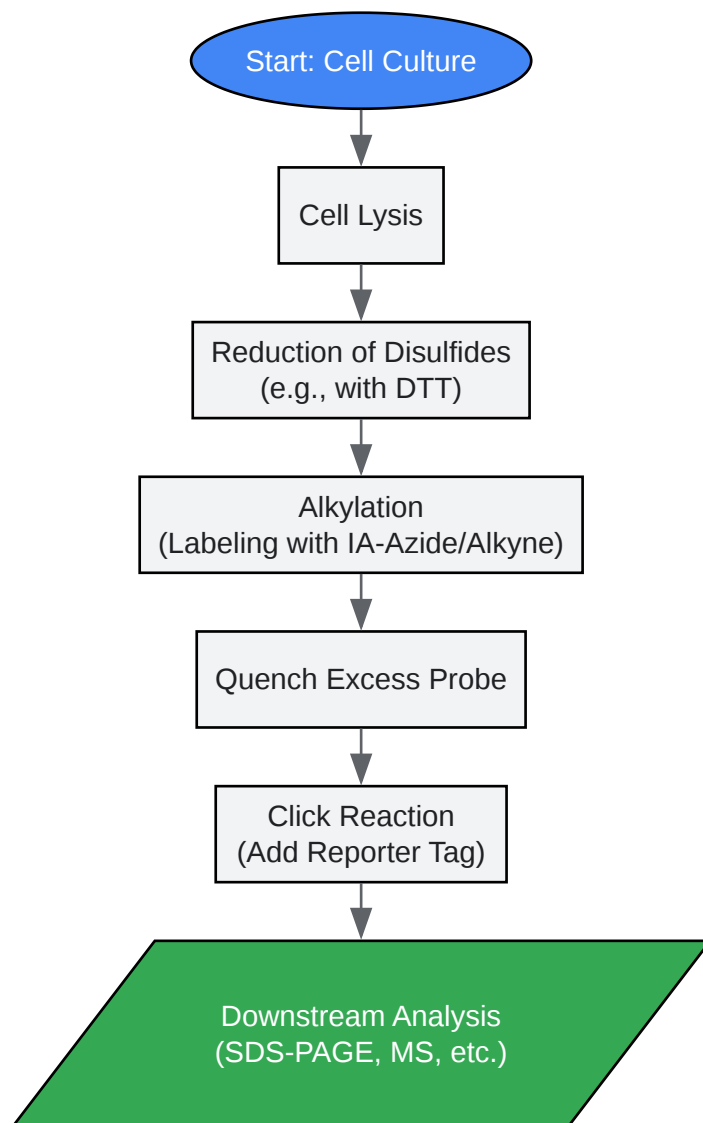 Start: Cell Culture
Cell Lysis
Reduction of Disulfides
(e.g., with DTT)
Alkylation
(Labeling with IA-Azide/Alkyne)
Quench Excess Probe
Click Reaction
(Add Reporter Tag)
Downstream Analysis
(SDS-PAGE, MS, etc.)